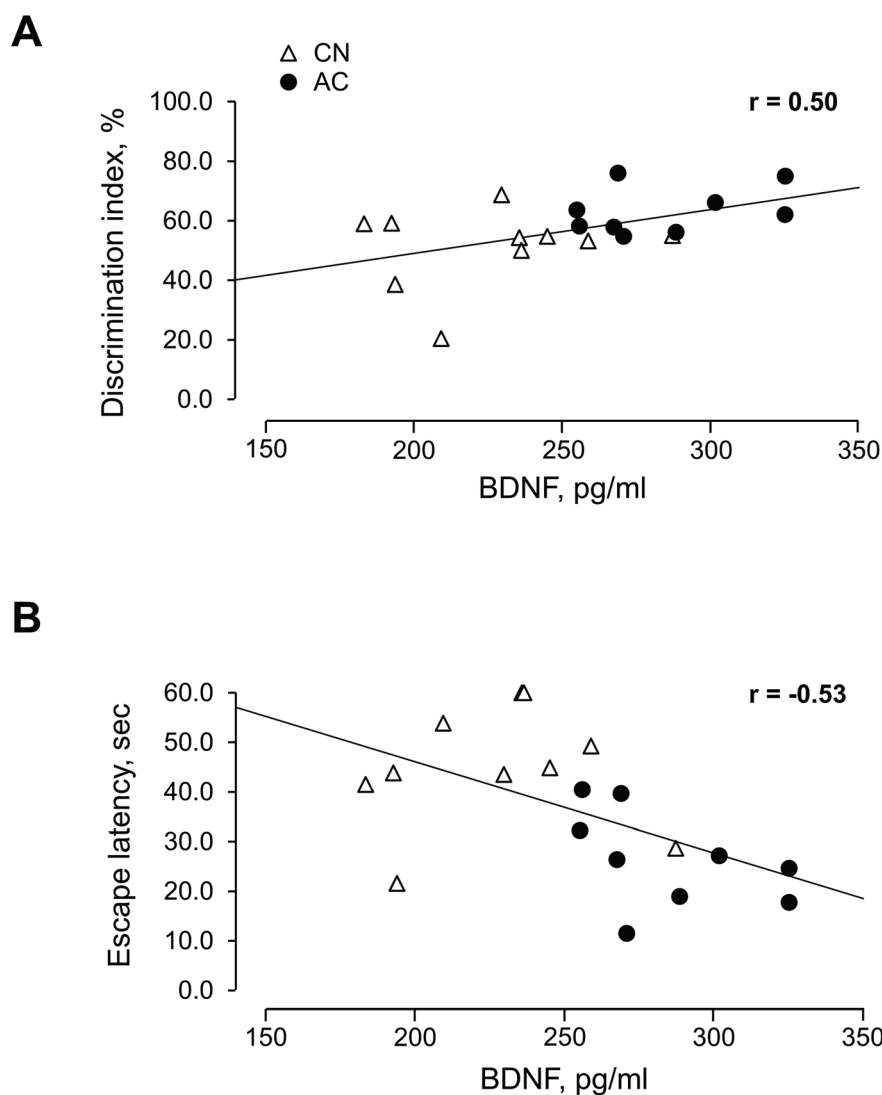 A
CN
AC
r = 0.50
100.0
80.0
60.0
40.0
20.0
0.0
Discrimination index, %
150 200 250 300 350
BDNF, pg/ml
B
r = -0.53
60.0
50.0
40.0
30.0
20.0
10.0
0.0
Escape latency, sec
150 200 250 300 350
BDNF, pg/ml